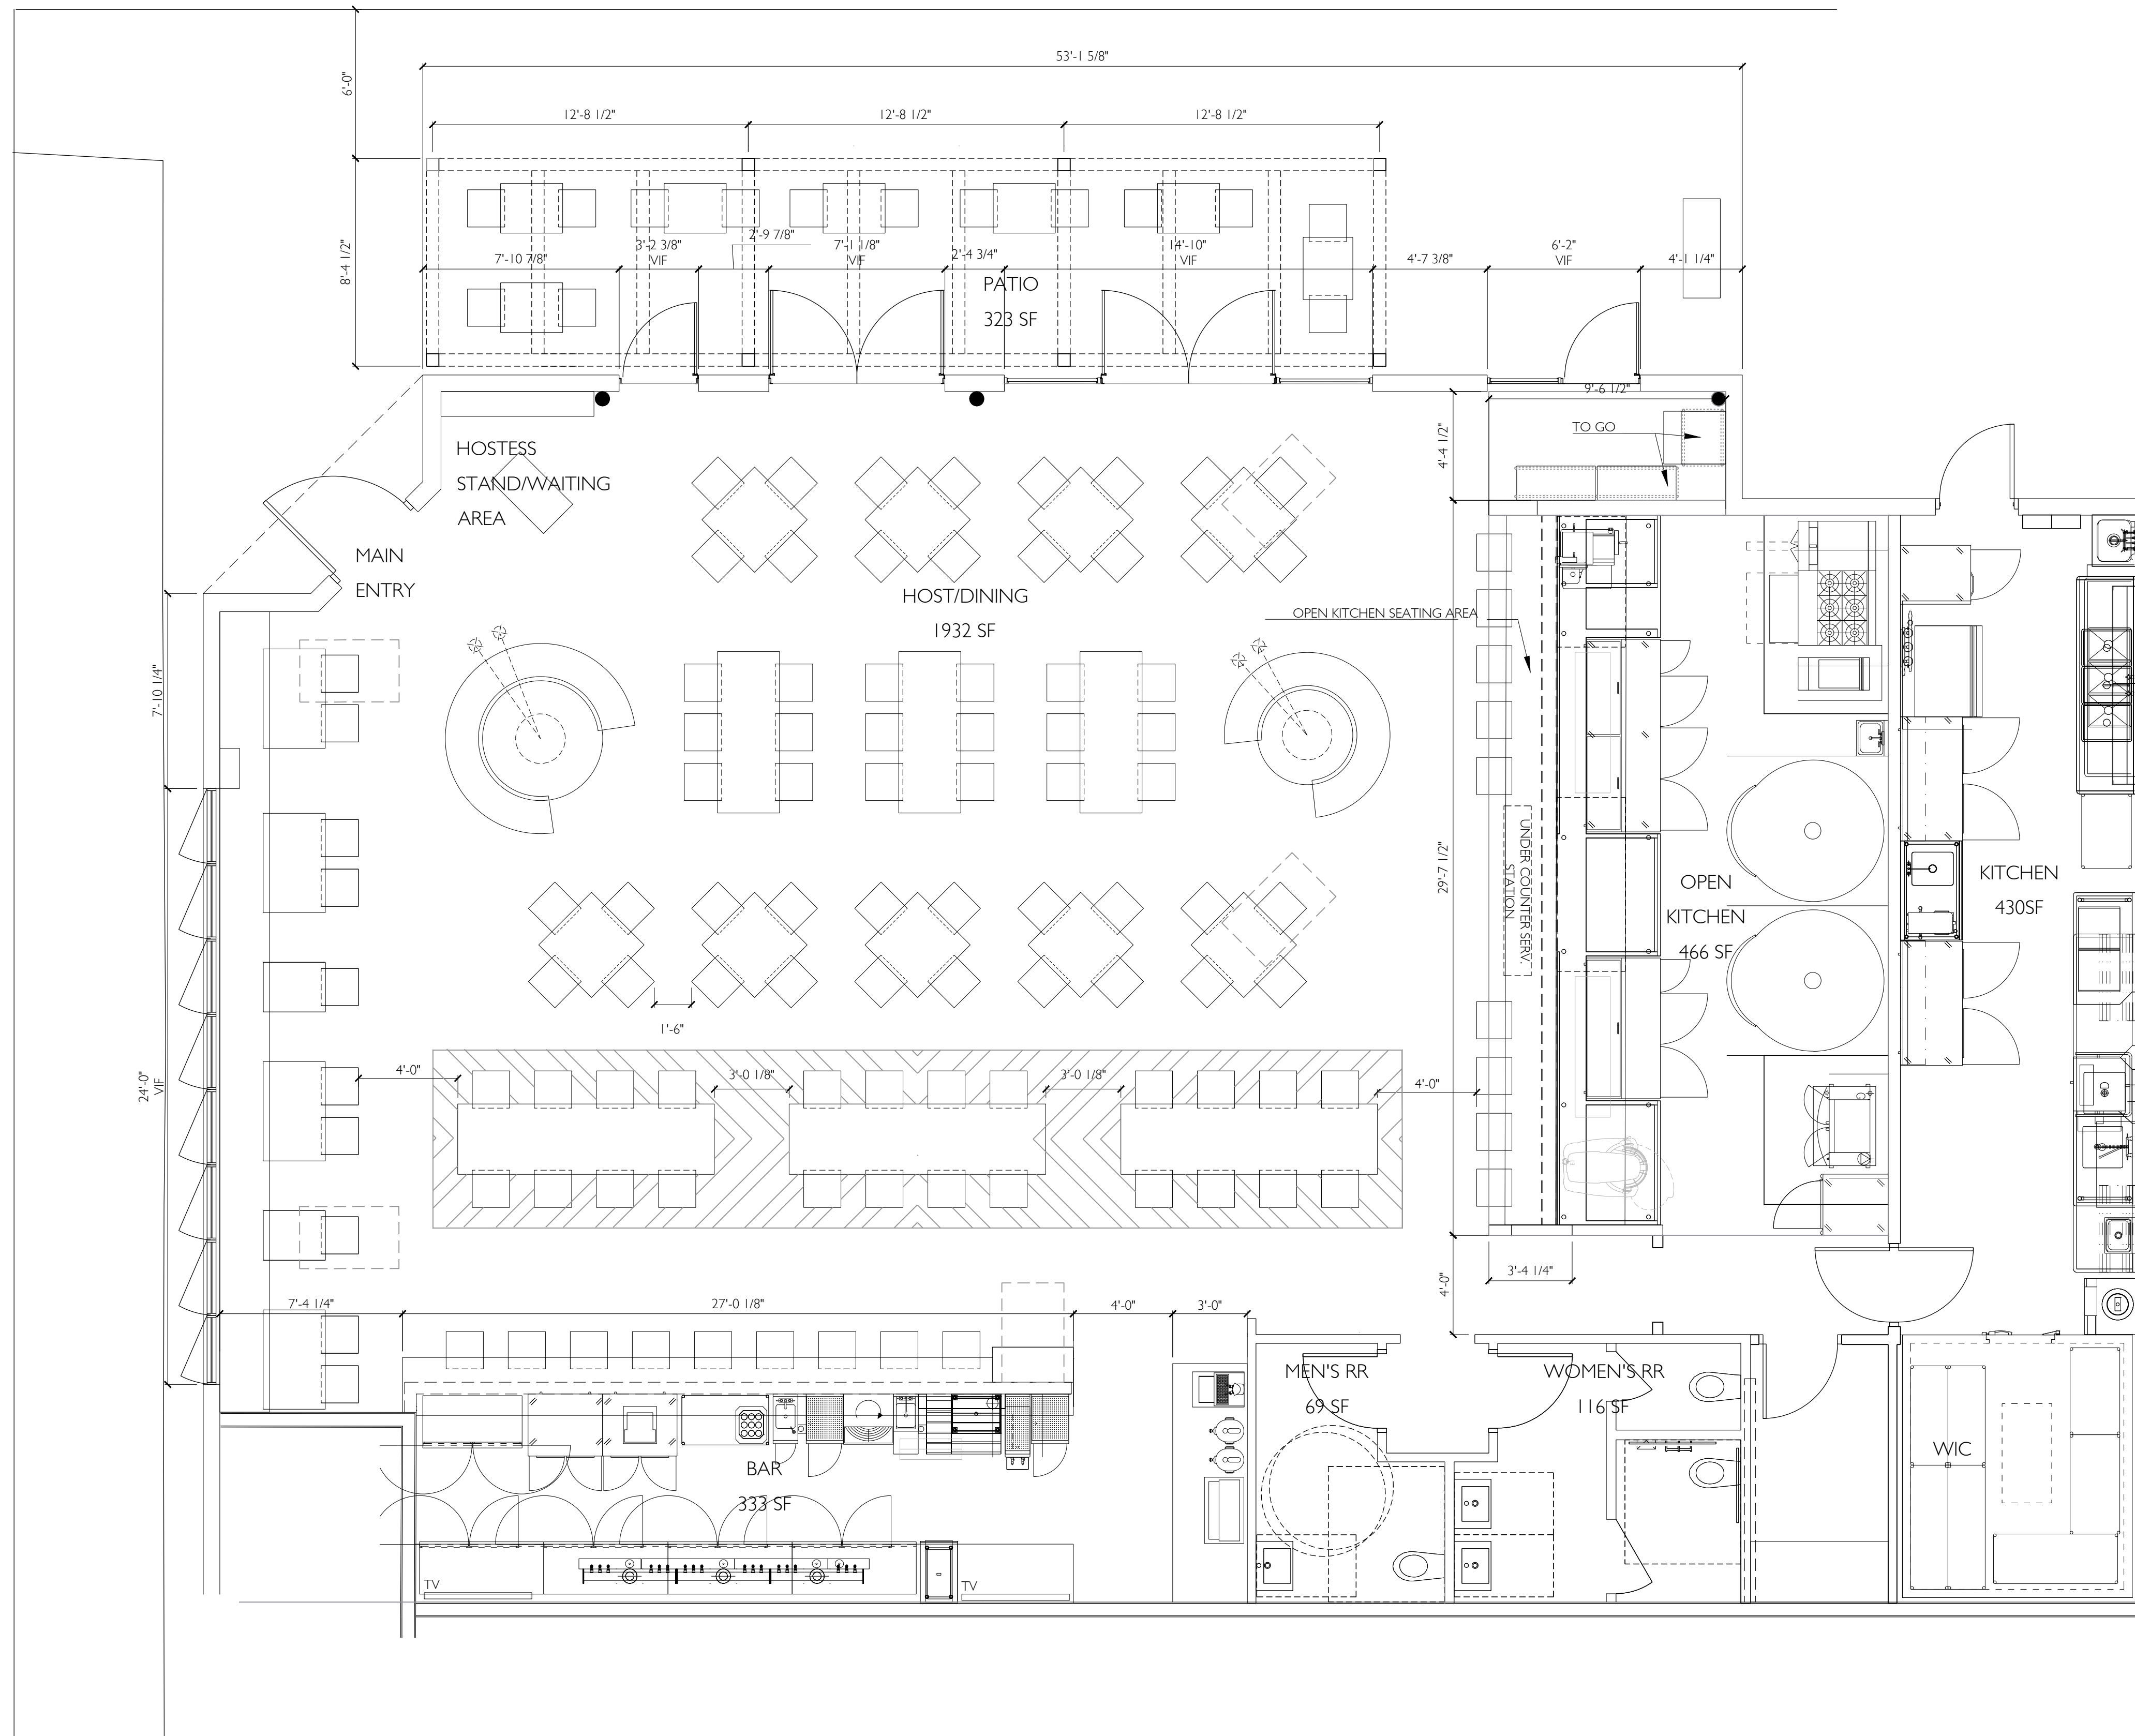 53'-1 5/8"
6'-0"
12'-8 1/2"
12'-8 1/2"
12'-8 1/2"
8'-4 1/2"
7'-10 7/8"
3'-2 3/8"
VIF
2'-9 7/8"
7'-1 1/8"
VIF
2'-4 3/4"
14'-10"
VIF
4'-7 3/8"
6'-2"
VIF
4'-1 1/4"
PATIO
323 SF
9'-6 1/2"
TO GO
4'-4 1/2"
HOSTESS
STAND/WAITING
AREA
MAIN
ENTRY
HOST/DINING
1932 SF
OPEN KITCHEN SEATING AREA
7'-10 1/4"
29'-7 1/2"
UNDER COUNTER SERV.
STATION
OPEN
KITCHEN
466 SF
KITCHEN
430SF
1'-6"
24'-0"
VIF
4'-0"
3'-0 1/8"
3'-0 1/8"
4'-0"
3'-4 1/4"
4'-0"
7'-4 1/4"
27'-0 1/8"
4'-0"
3'-0"
MEN'S RR
69 SF
WOMEN'S RR
116 SF
WIC
BAR
333 SF
TV
TV